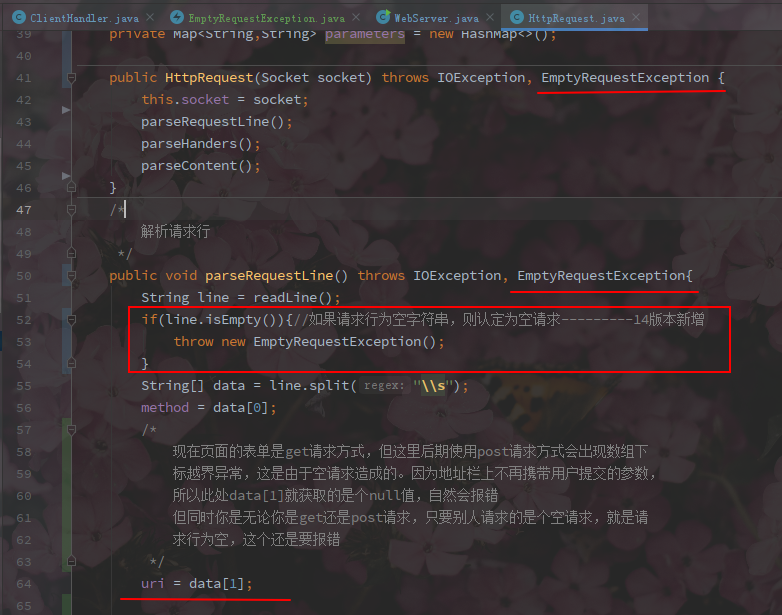 ClientHandler.java × EmptyRequestException.java × WebServer.java × HttpRequest.java ×
39 private Map<String,String> parameters = new HashMap<>();
40
41 public HttpRequest(Socket socket) throws IOException, EmptyRequestException {
42 this.socket = socket;
43 parseRequestLine();
44 parseHanders();
45 parseContent();
46 }
47 /*
48 解析请求行
49 */
50 public void parseRequestLine() throws IOException, EmptyRequestException{
51 String line = readLine();
52 if(line.isEmpty()){//如果请求行为空字符串，则认定为空请求---------14版本新增
53 throw new EmptyRequestException();
54 }
55 String[] data = line.split( regex: "\\s");
56 method = data[0];
57 /*
58 现在页面的表单是get请求方式，但这里后期使用post请求方式会出现数组下
59 标越界异常，这是由于空请求造成的。因为地址栏上不再携带用户提交的参数，
60 所以此处data[1]就获取的是个null值，自然会报错
61 但同时你是无论你是get还是post请求，只要别人请求的是个空请求，就是请
62 求行为空，这个还是要报错
63 */
64 uri = data[1];
65